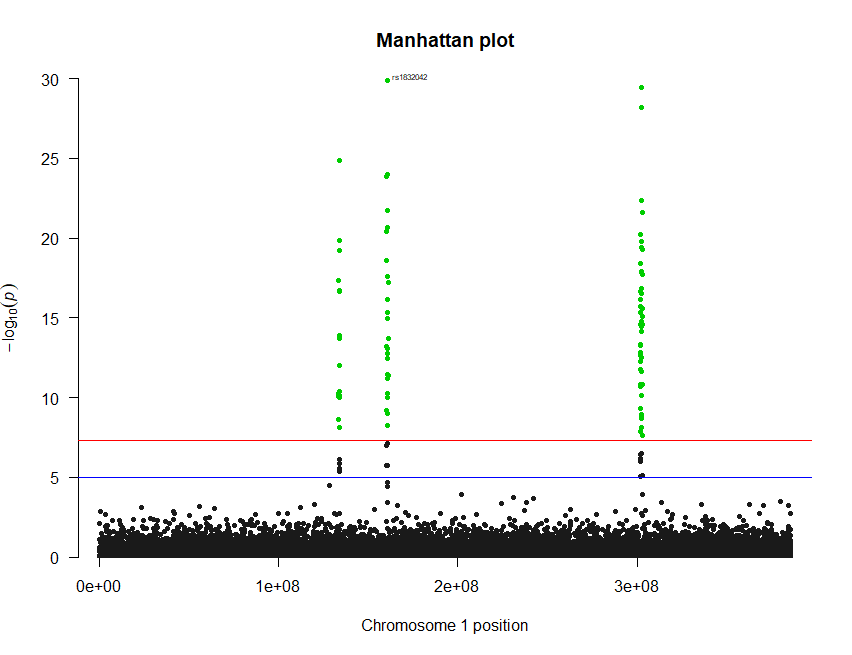 Manhattan plot
rs1832042
30
25
20
15
10
5
0
−log10(p)
0e+00 1e+08 2e+08 3e+08
Chromosome 1 position